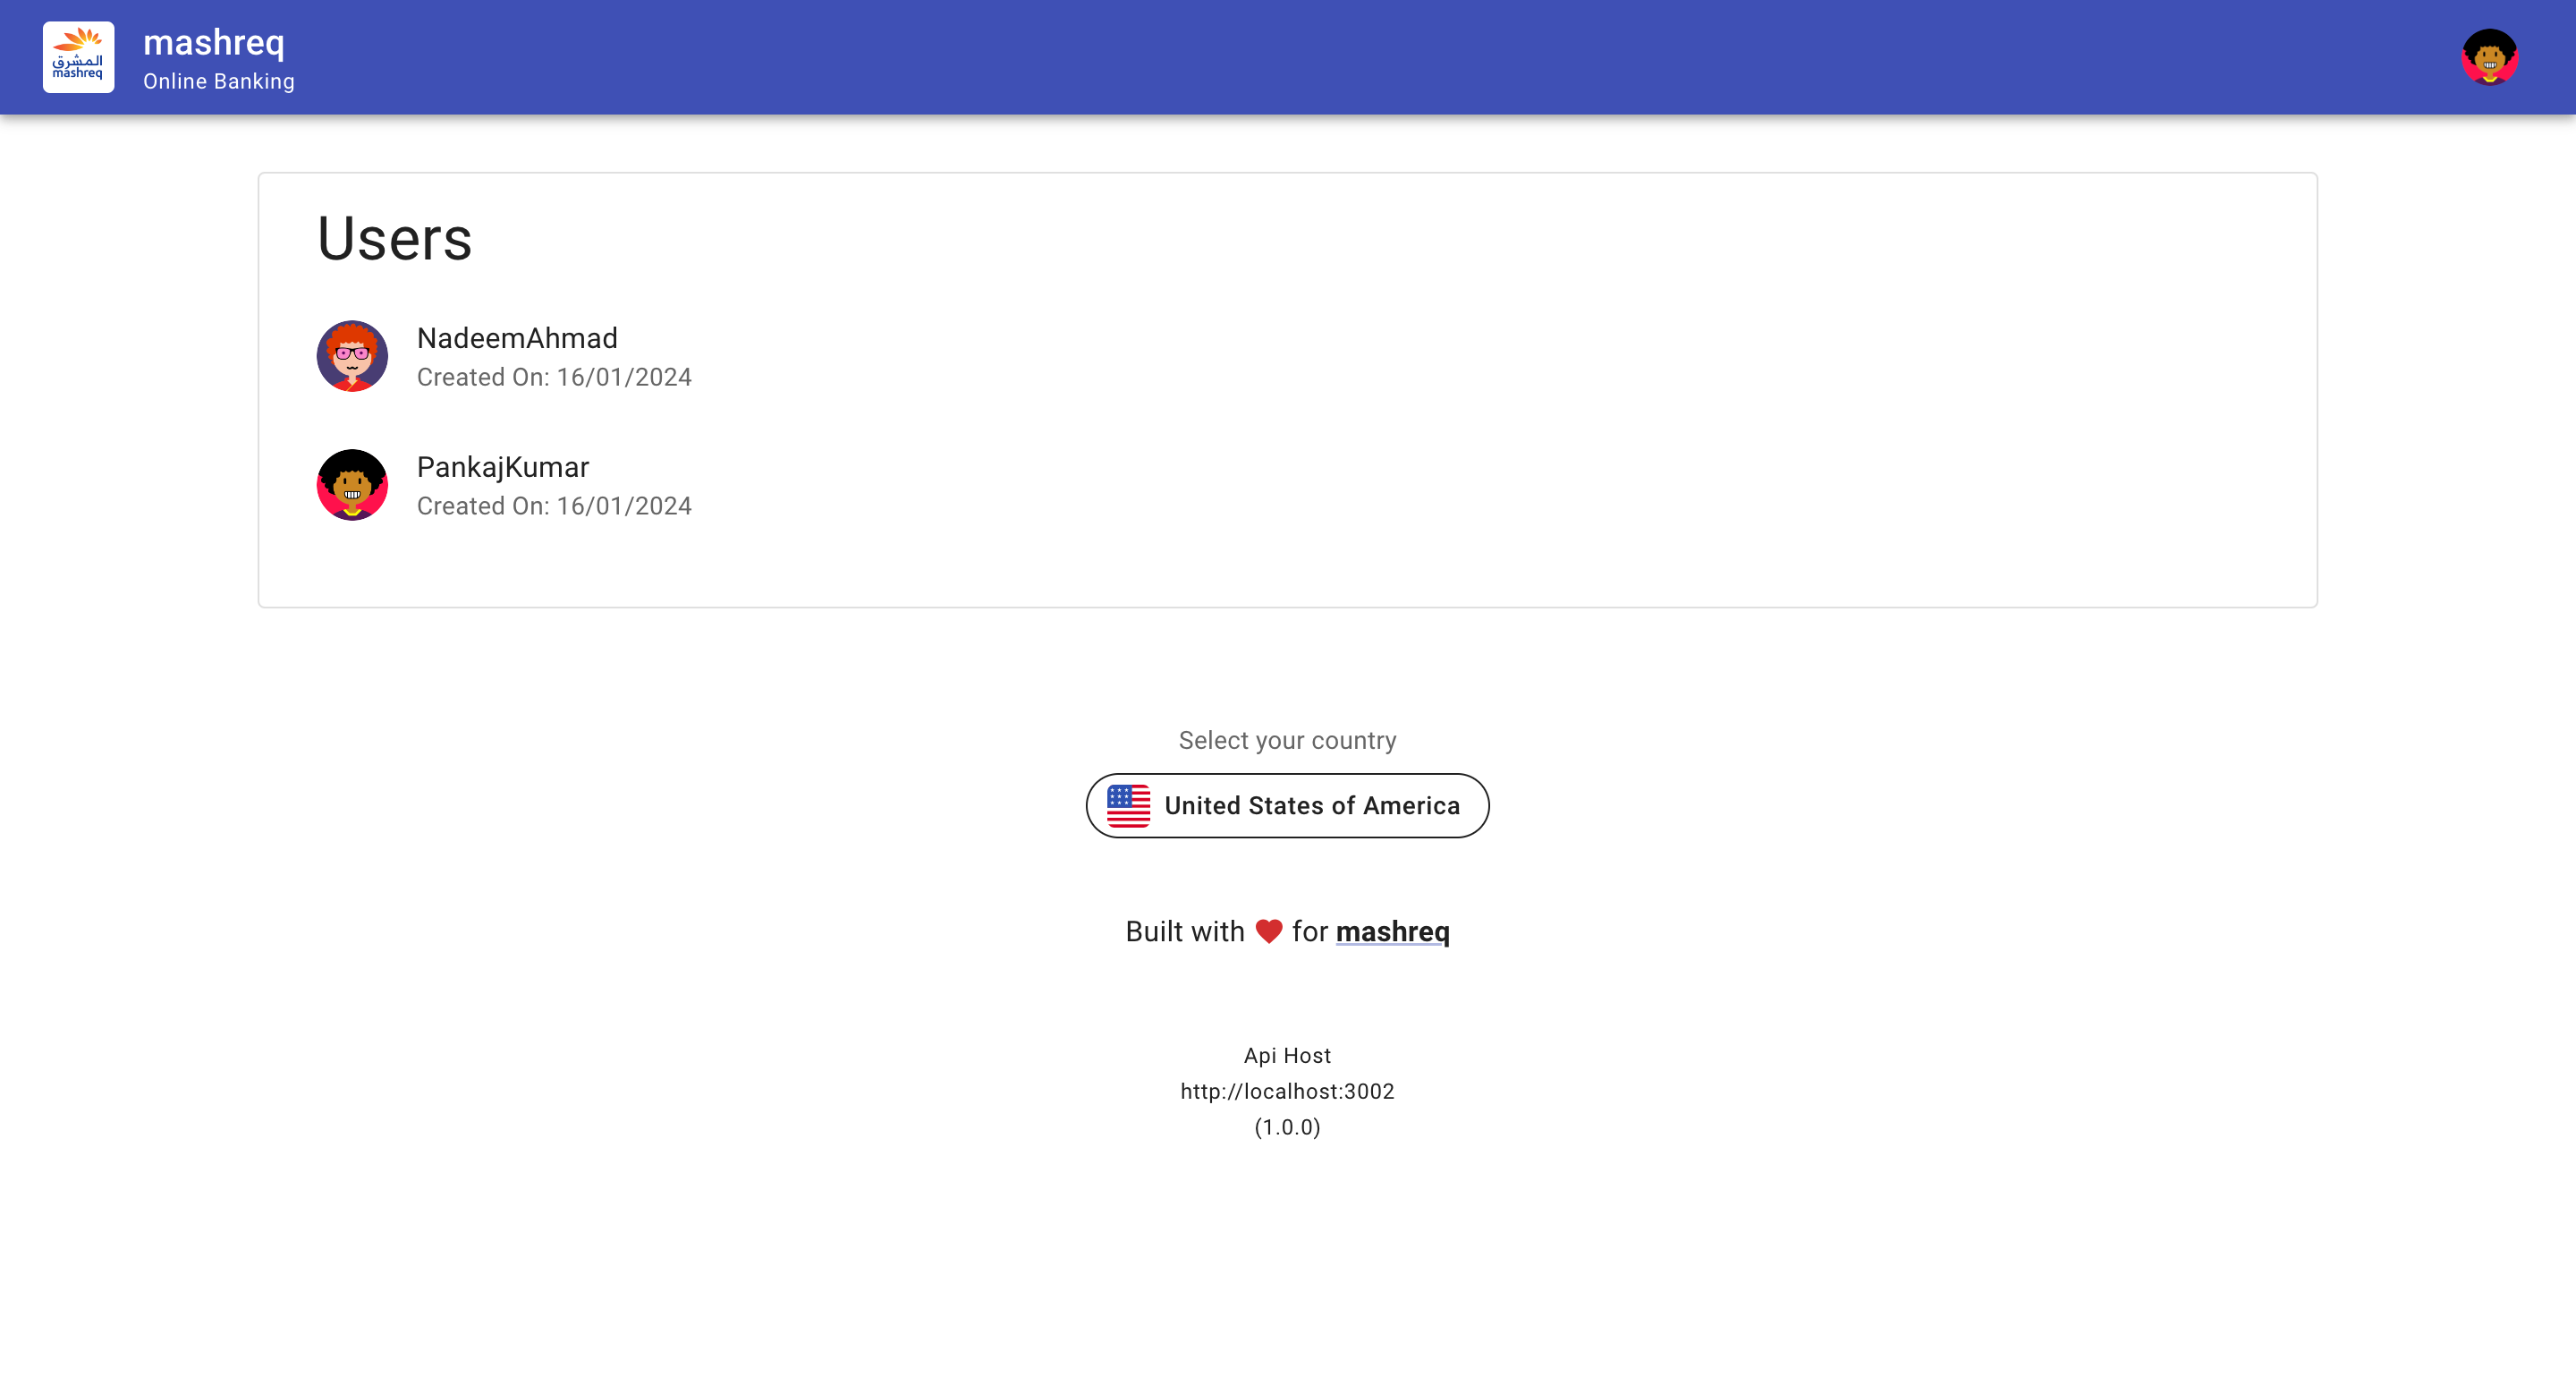 المشرق
mashreq
mashreq
Online Banking
Users
NadeemAhmad
Created On: 16/01/2024
PankajKumar
Created On: 16/01/2024
Select your country
United States of America
Built with ❤ for mashreq
Api Host
http://localhost:3002
(1.0.0)